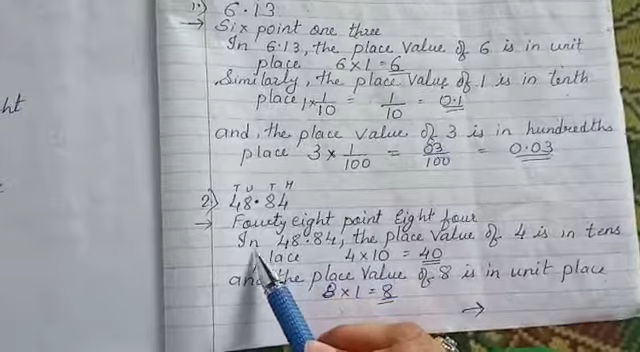 ht
1.) 6.13
→ Six point one three
In 6.13, the place value of 6 is in unit
place 6 x 1 = 6
Similarly, the place value of 1 is in tenth
place 1 x 1/10 = 1/10 = 0.1
and, the place value of 3 is in hundredths
place 3 x 1/100 = 03/100 = 0.03
T U T H
2.) 48.84
→ Fourty eight point Eight four
In 48.84, the place value of 4 is in tens
lace 4 x 10 = 40
and the place value of 8 is in unit place
8 x 1 = 8
→